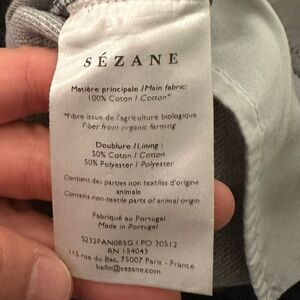 SÉZANE
Matière principale / Main fabric:
100% Coton / Cotton*
*Fibre issue de l'agriculture biologique
Fiber from organic farming
Doublure / Lining :
50% Coton / Cotton
50% Polyester / Polyester
Contient des parties non textiles d'origine
animale
Contains non-textile parts of animal origin
Fabriqué au Portugal
Made in Portugal
S232PANOBSG / PO 30512
RN 154043
115 rue du Bac, 75007 Paris - France
hello@sezane.com